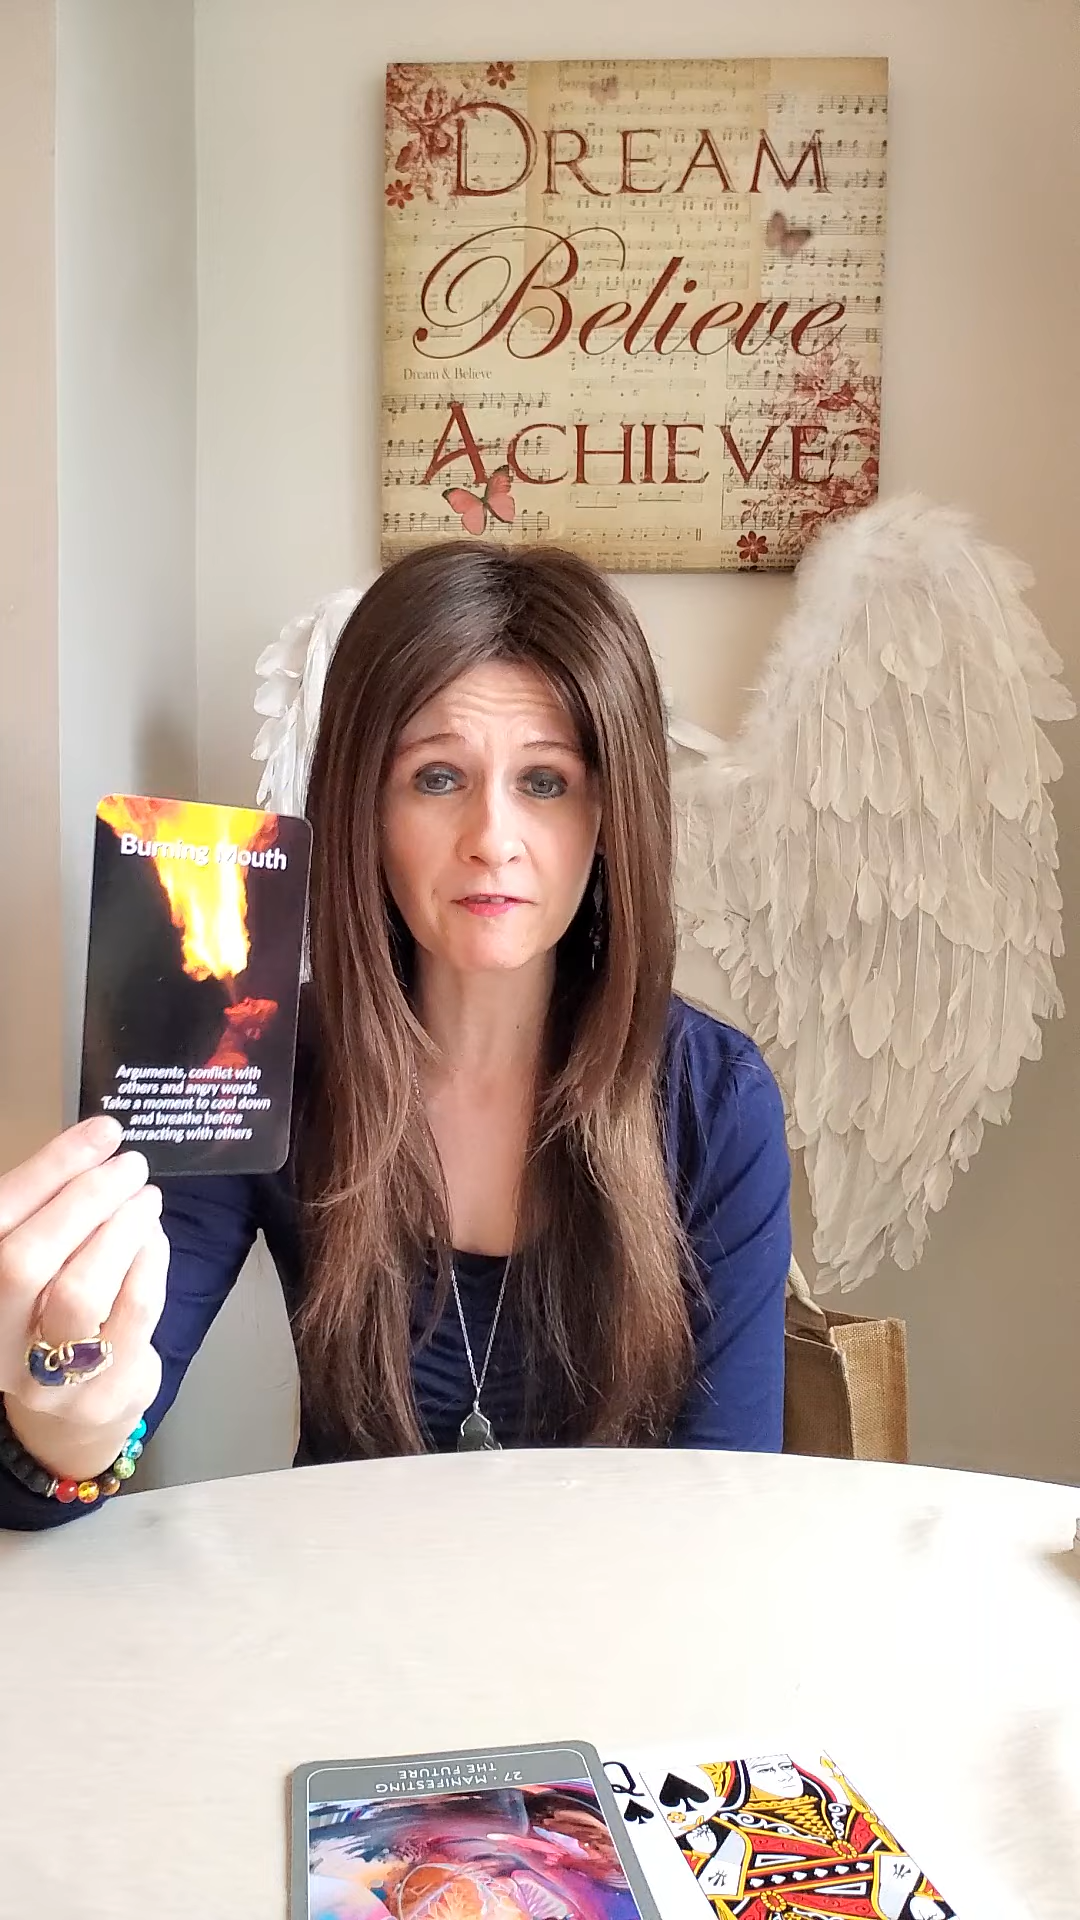 DREAM
Believe
Dream & Believe
ACHIEVE
Burning Mouth
Arguments, conflict with
others and angry words
Take a moment to cool down
and breathe before
interacting with others
27 • MANIFESTING
THE FUTURE
Q